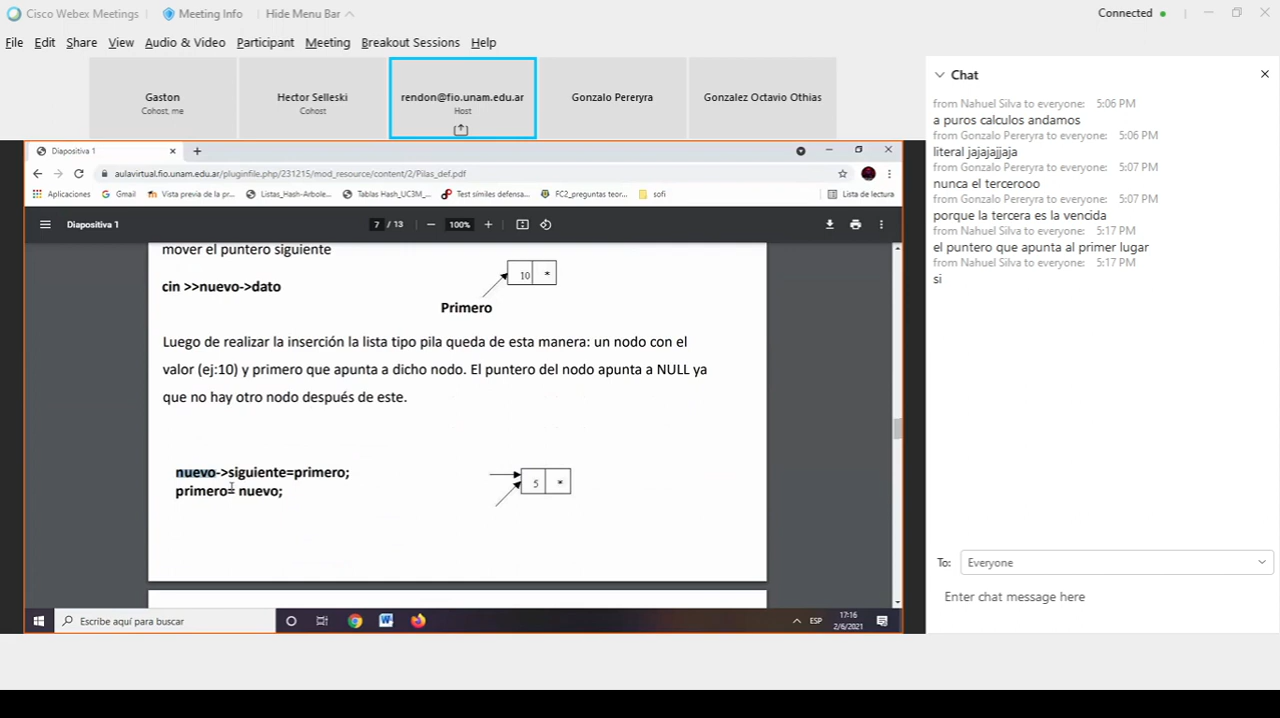 Cisco Webex Meetings
Meeting Info
Hide Menu Bar
Connected
File Edit Share View Audio & Video Participant Meeting Breakout Sessions Help
Gaston
Cohost, me
Hector Selleski
Cohost
rendon@fio.unam.edu.ar
Host
Gonzalo Pereryra
Gonzalez Octavio Othias
Diapositiva 1
aulavirtual.fio.unam.edu.ar/pluginfile.php/231215/mod_resource/content/2/Pilas_def.pdf
Aplicaciones
Gmail
Vista previa de la pr...
Listas_Hash-Arbole...
Tablas Hash_UC3M_...
Test símiles defensa...
FC2_preguntas teor...
sofi
Lista de lectura
Diapositiva 1
7 / 13
100%
mover el puntero siguiente
cin >>nuevo->dato
10 *
Primero
Luego de realizar la inserción la lista tipo pila queda de esta manera: un nodo con el
valor (ej:10) y primero que apunta a dicho nodo. El puntero del nodo apunta a NULL ya
que no hay otro nodo después de este.
nuevo->siguiente=primero;
primero= nuevo;
5 *
Escribe aquí para buscar
ESP
17:16
2/6/2021
Chat
from Nahuel Silva to everyone: 5:06 PM
a puros calculos andamos
from Gonzalo Pereryra to everyone: 5:06 PM
literal jajajajjaja
from Gonzalo Pereryra to everyone: 5:07 PM
nunca el tercerooo
from Gonzalo Pereryra to everyone: 5:07 PM
porque la tercera es la vencida
from Nahuel Silva to everyone: 5:17 PM
el puntero que apunta al primer lugar
from Nahuel Silva to everyone: 5:17 PM
si
To: Everyone
Enter chat message here